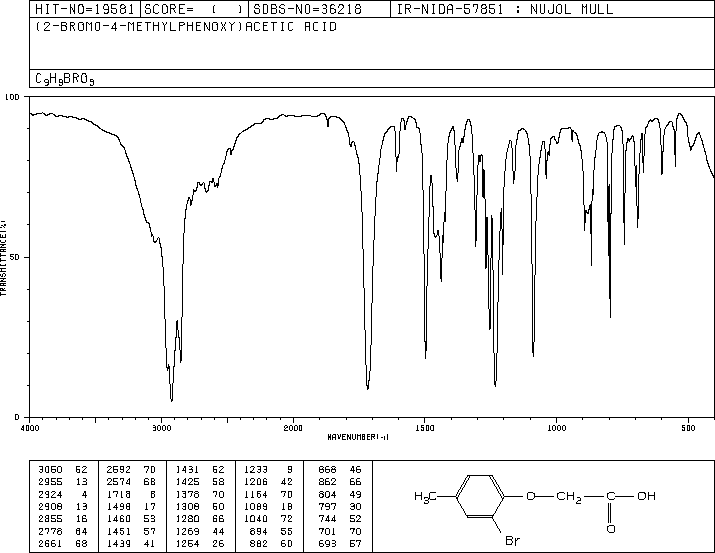 HIT-NO=19581 SCORE= ( ) SDBS-NO=36218 IR-NIDA-57851 : NUJOL MULL
(2-BROMO-4-METHYLPHENOXY)ACETIC ACID
C9H9BRO3
100
50
0
TRANSMITTANCE(%)
4000 3000 2000 1500 1000 500
WAVENUMBER(-1)
3060 52 2592 70 1431 52 1233 9 868 46
2955 13 2574 68 1425 58 1206 42 862 66
2924 4 1718 8 1378 70 1164 70 804 49
2908 13 1498 17 1308 50 1089 18 797 30
2855 16 1460 53 1280 66 1040 72 744 52
2778 64 1451 57 1269 44 894 55 701 70
2661 68 1439 41 1254 26 882 60 693 57
H3C O CH2 C OH
O
Br